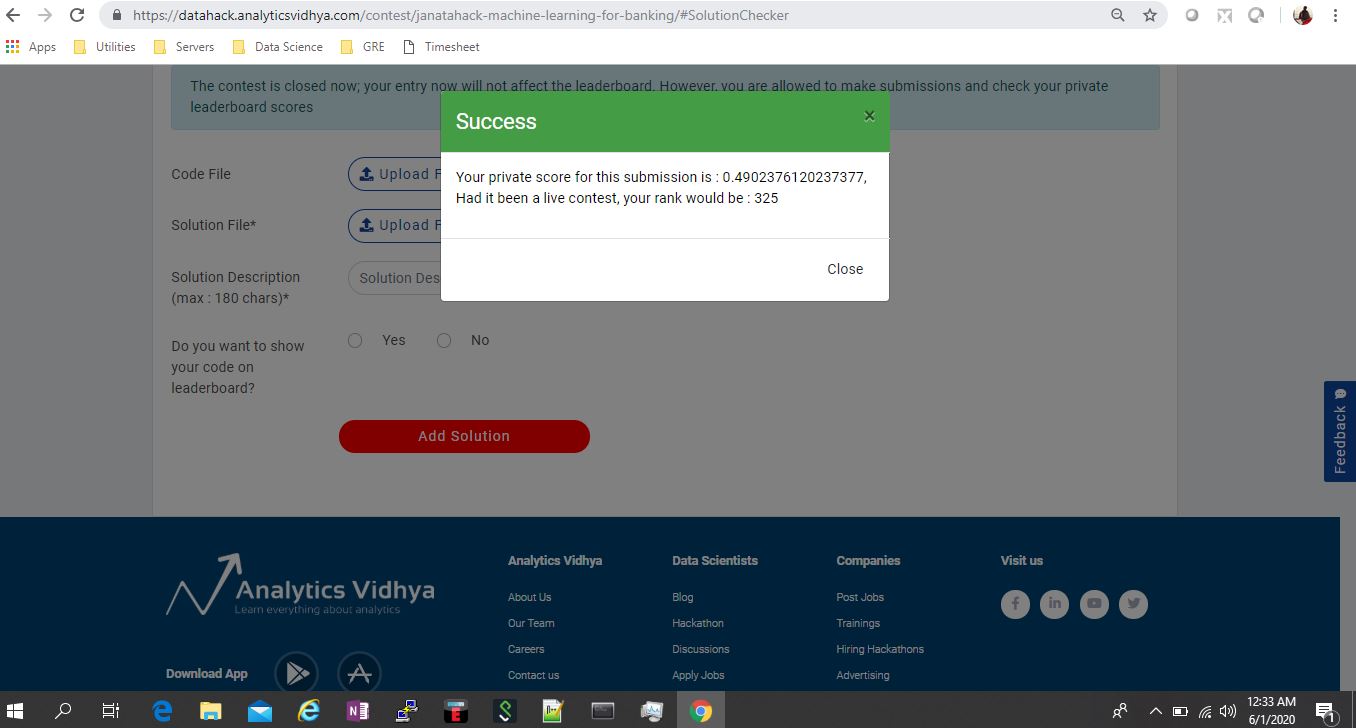 https://datahack.analyticsvidhya.com/contest/janatahack-machine-learning-for-banking/#SolutionChecker
Apps Utilities Servers Data Science GRE Timesheet
The contest is closed now; your entry now will not affect the leaderboard. However, you are allowed to make submissions and check your private
leaderboard scores
Success
×
Your private score for this submission is : 0.4902376120237377,
Had it been a live contest, your rank would be : 325
Close
Code File
Upload F
Solution File*
Upload F
Solution Description
(max : 180 chars)*
Solution Des
Do you want to show
your code on
leaderboard?
Yes No
Add Solution
Feedback
Analytics Vidhya
Learn everything about analytics
Download App
Analytics Vidhya
About Us
Our Team
Careers
Contact us
Data Scientists
Blog
Hackathon
Discussions
Apply Jobs
Companies
Post Jobs
Trainings
Hiring Hackathons
Advertising
Visit us
12:33 AM
6/1/2020
1